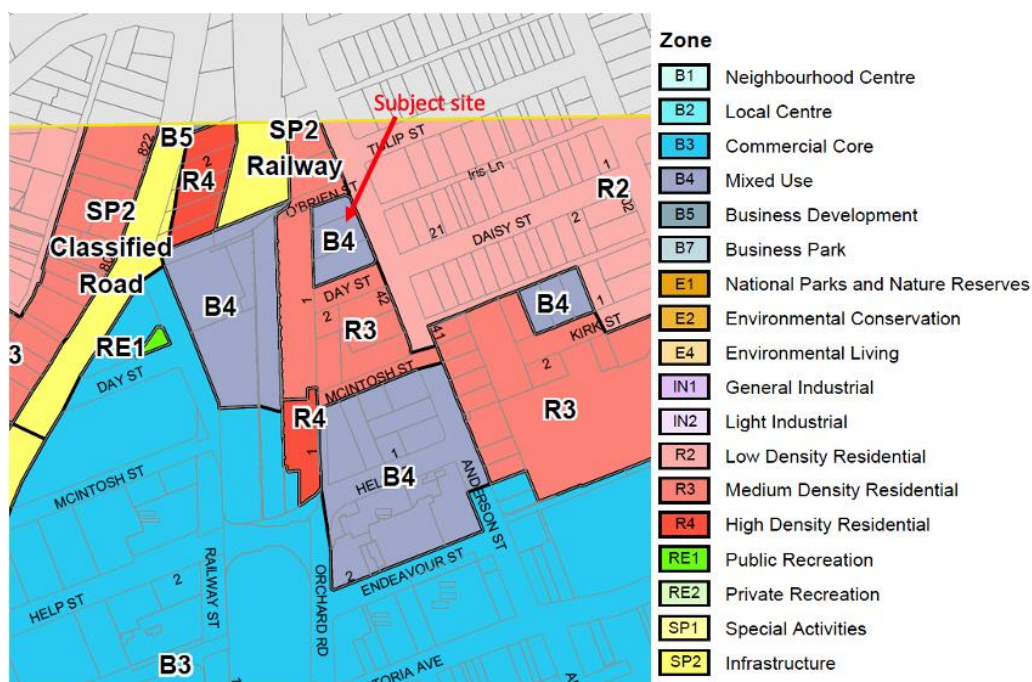 Subject site
TULIP ST
822
B5
2
SP2
Railway
R4
Iris Ln
1
R2
O'BRIEN ST
SP2
Classified
Road
21
DAISY ST
2
B4
B4
DAY ST
42
1
2
R3
B4
1
KIRK ST
41
RE1
3
DAY ST
MCINTOSH ST
2
R4
1
R3
1
B4
ANDERSON ST
MCINTOSH ST
ENDEAVOUR ST
2
RAILWAY ST
ORCHARD RD
HELP ST
2
B3
Zone
B1 Neighbourhood Centre
B2 Local Centre
B3 Commercial Core
B4 Mixed Use
B5 Business Development
B7 Business Park
E1 National Parks and Nature Reserves
E2 Environmental Conservation
E4 Environmental Living
IN1 General Industrial
IN2 Light Industrial
R2 Low Density Residential
R3 Medium Density Residential
R4 High Density Residential
RE1 Public Recreation
RE2 Private Recreation
SP1 Special Activities
SP2 Infrastructure